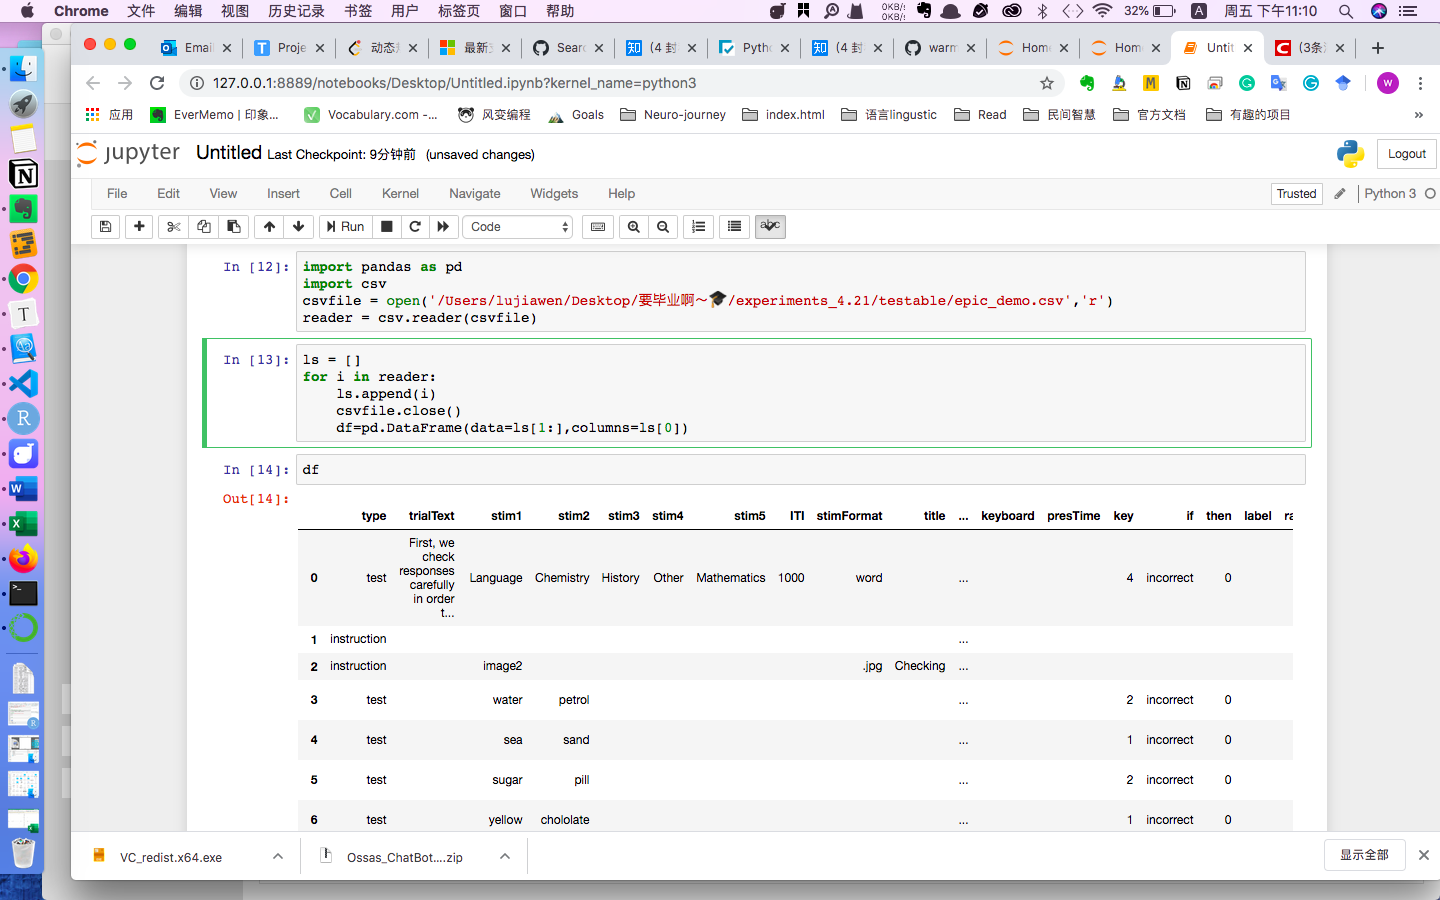 Chrome 文件 编辑 视图 历史记录 书签 用户 标签页 窗口 帮助 0KB/s 0KB/s 32% A 周五 下午11:10
Email Proje 动态 最新 Sear (4 封 Pyth (4 封 warm Home Home Untit (3条
127.0.0.1:8889/notebooks/Desktop/Untitled.ipynb?kernel_name=python3
应用 EverMemo | 印象... Vocabulary.com -... 风变编程 Goals Neuro-journey index.html 语言lingustic Read 民间智慧 官方文档 有趣的项目 »
jupyter Untitled Last Checkpoint: 9分钟前 (unsaved changes) Logout
File Edit View Insert Cell Kernel Navigate Widgets Help Trusted Python 3
Run Code
In [12]: import pandas as pd
import csv
csvfile = open('/Users/lujiawen/Desktop/要毕业啊～🎓/experiments_4.21/testable/epic_demo.csv','r')
reader = csv.reader(csvfile)
In [13]: ls = []
for i in reader:
ls.append(i)
csvfile.close()
df=pd.DataFrame(data=ls[1:],columns=ls[0])
In [14]: df
Out[14]:
type trialText stim1 stim2 stim3 stim4 stim5 ITI stimFormat title ... keyboard presTime key if then label ra
0 test First, we check responses carefully in order t... Language Chemistry History Other Mathematics 1000 word ... 4 incorrect 0
1 instruction ...
2 instruction image2 .jpg Checking ...
3 test water petrol ... 2 incorrect 0
4 test sea sand ... 1 incorrect 0
5 test sugar pill ... 2 incorrect 0
6 test yellow chololate ... 1 incorrect 0
VC_redist.x64.exe Ossas_ChatBot....zip 显示全部